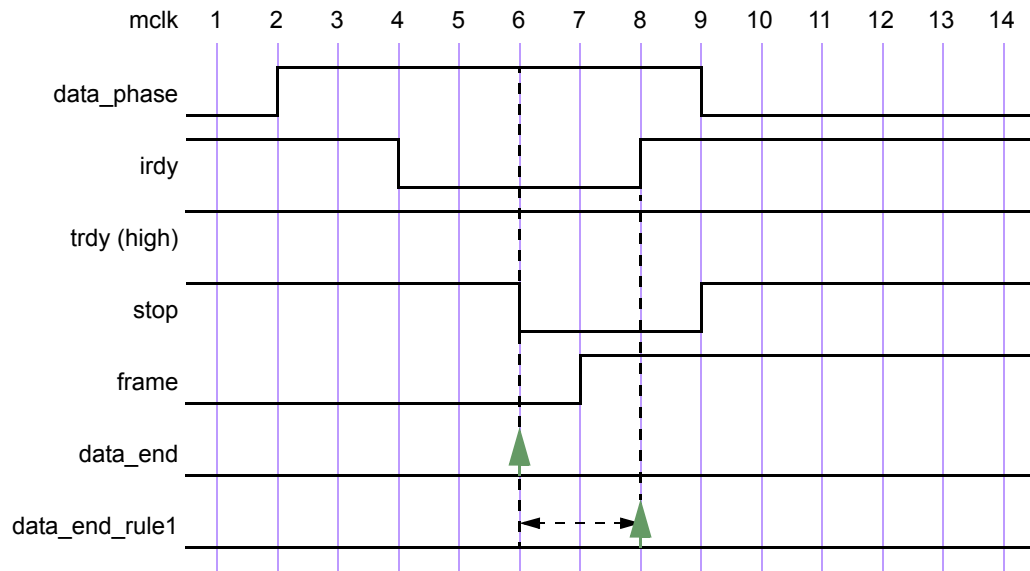 mclk 1 2 3 4 5 6 7 8 9 10 11 12 13 14
data_phase
irdy
trdy (high)
stop
frame
data_end
data_end_rule1